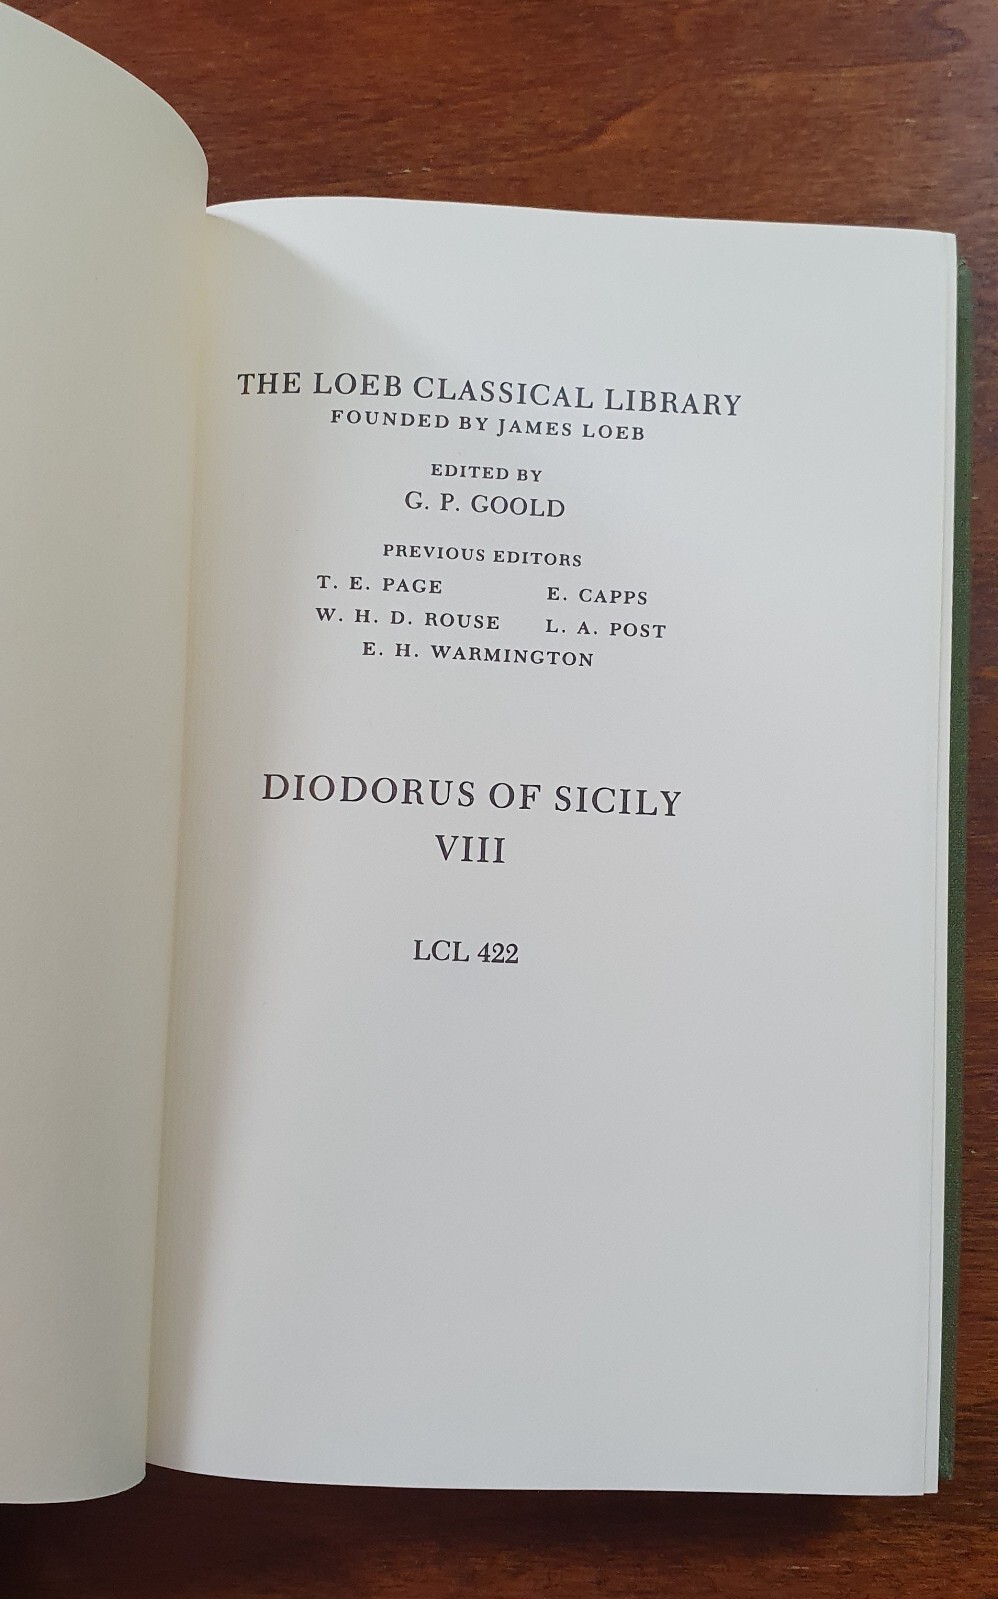 THE LOEB CLASSICAL LIBRARY
FOUNDED BY JAMES LOEB
EDITED BY
G. P. GOOLD
PREVIOUS EDITORS
T. E. PAGE E. CAPPS
W. H. D. ROUSE L. A. POST
E. H. WARMINGTON
DIODORUS OF SICILY
VIII
LCL 422